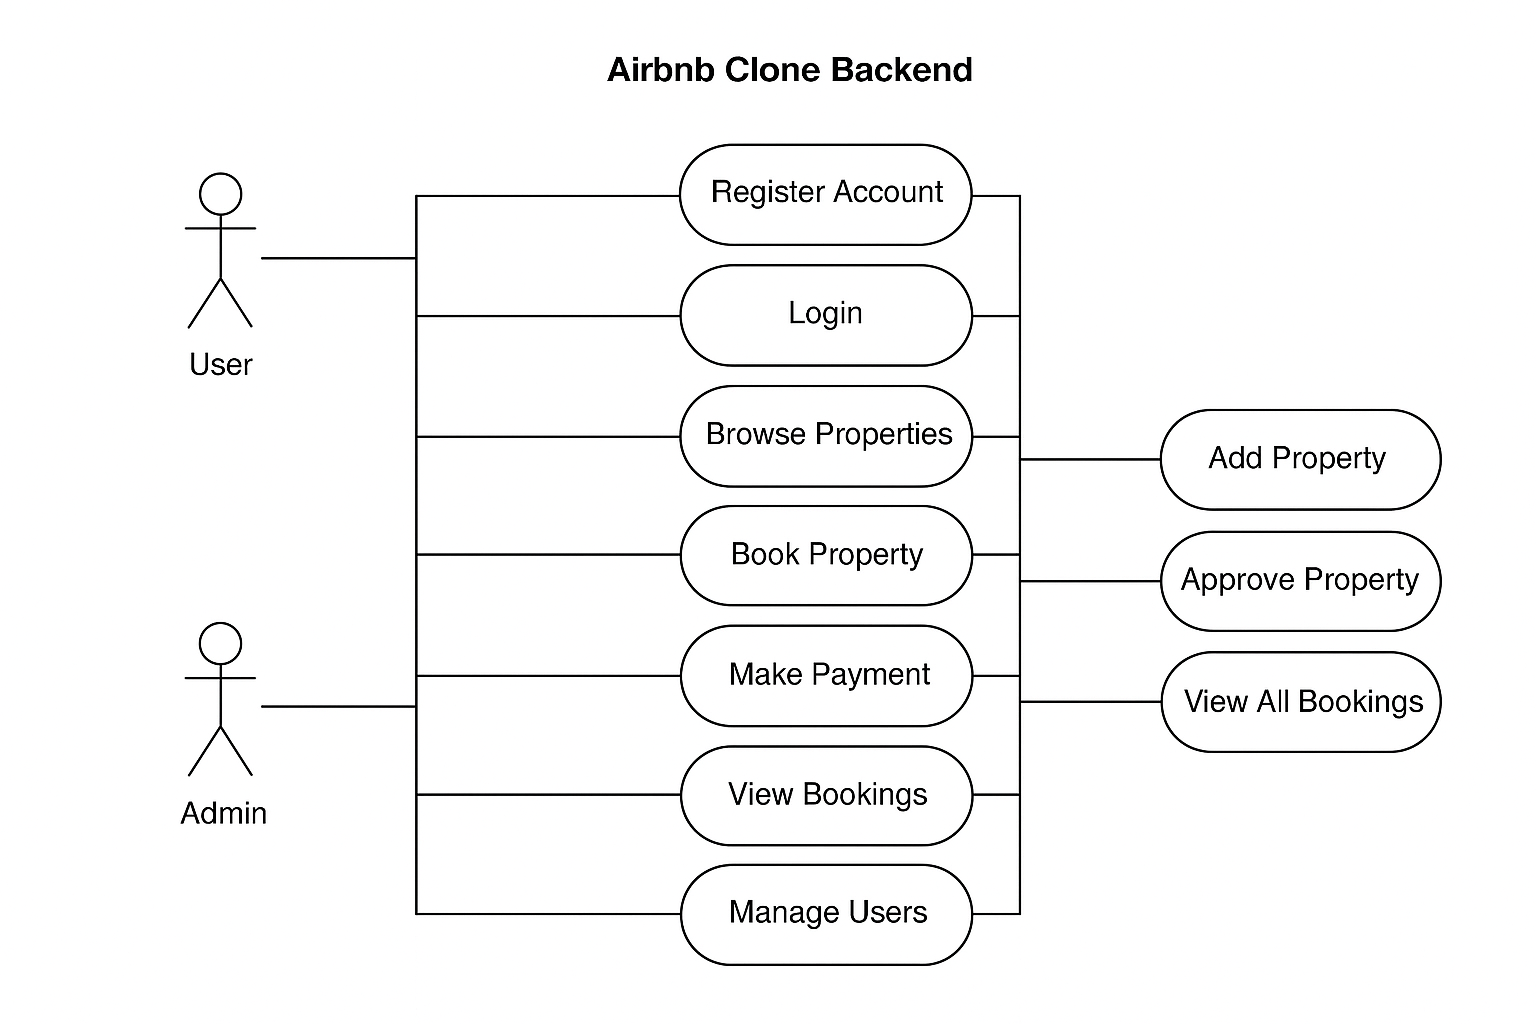 Airbnb Clone Backend
User
Admin
Register Account
Login
Browse Properties
Book Property
Make Payment
View Bookings
Manage Users
Add Property
Approve Property
View All Bookings